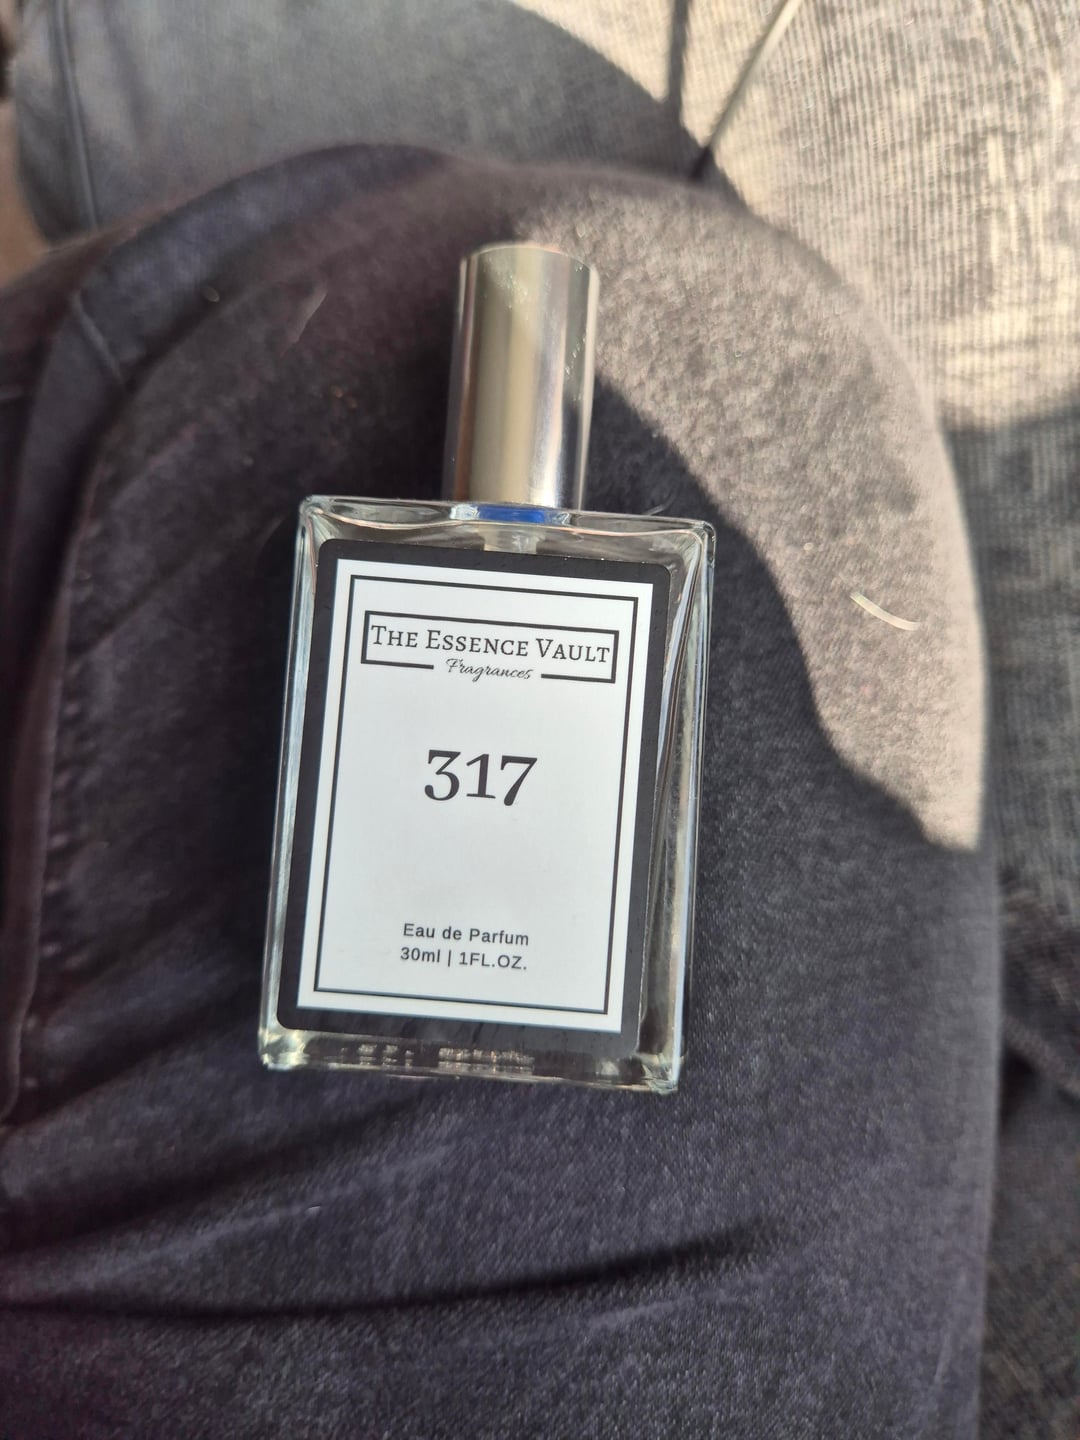 The Essence Vault
Fragrances
317
Eau de Parfum
30ml | 1FL.OZ.